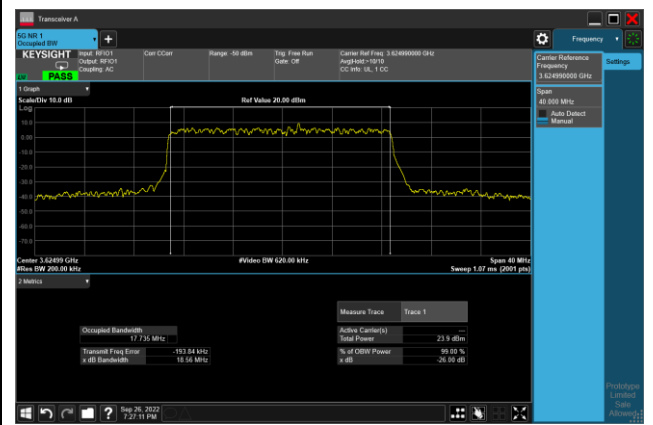 Transceiver A
5G NR 1
Occupied BW
Frequency
KEYSIGHT
Input: RFIO1
Output: RFIO1
Coupling: AC
Corr CCorr
Range: -50 dBm
Trig: Free Run
Gate: Off
Carrier Ref Freq: 3.624990000 GHz
Avg|Hold:>10/10
CC Info: UL, 1 CC
PASS
Carrier Reference
Frequency
3.624990000 GHz
Settings
Span
40.000 MHz
Auto Detect
Manual
1 Graph
Scale/Div 10.0 dB
Ref Value 20.00 dBm
Log
10.0
0.00
-10.0
-20.0
-30.0
-40.0
-50.0
-60.0
-70.0
Center 3.62499 GHz
#Video BW 620.00 kHz
Span 40 MHz
#Res BW 200.00 kHz
Sweep 1.07 ms (2001 pts)
2 Metrics
Measure Trace
Trace 1
Occupied Bandwidth
17.735 MHz
Active Carrier(s)
---
Total Power
23.9 dBm
Transmit Freq Error
-193.84 kHz
% of OBW Power
99.00 %
x dB Bandwidth
18.56 MHz
x dB
-26.00 dB
Sep 26, 2022
7:27:11 PM
Prototype
Limited
Sale
Allowed